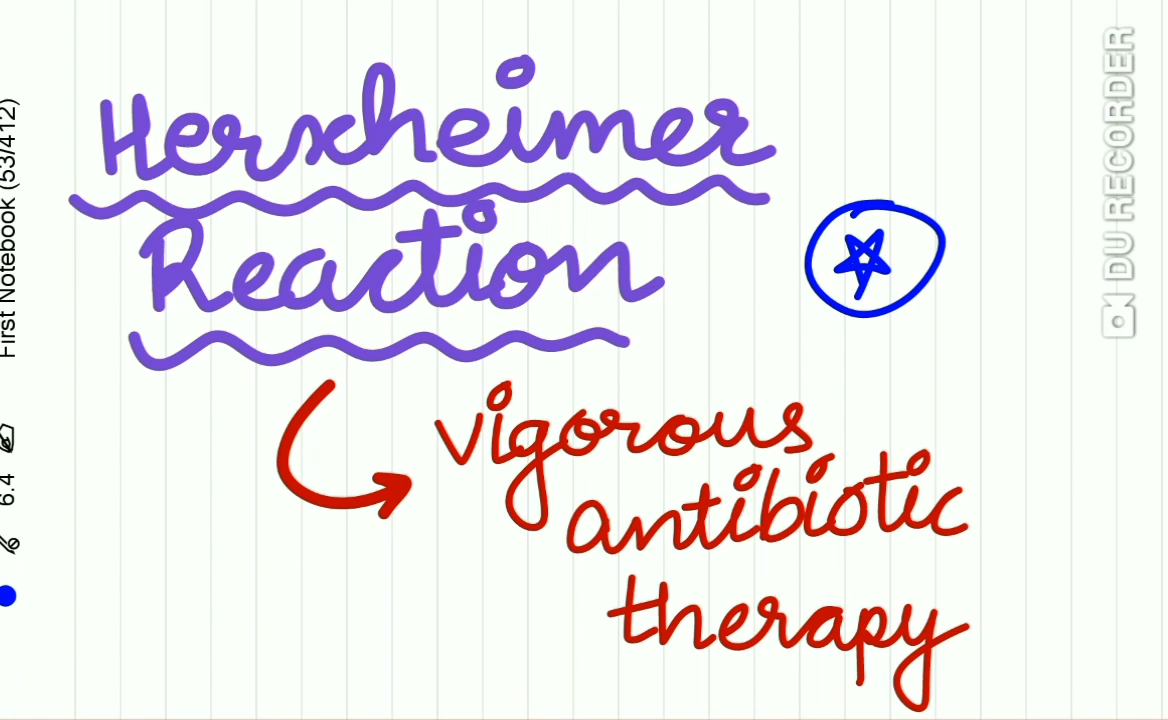 Herxheimer
Reaction
vigorous
antibiotic
therapy
First Notebook (53/412)
6.4
DU RECORDER